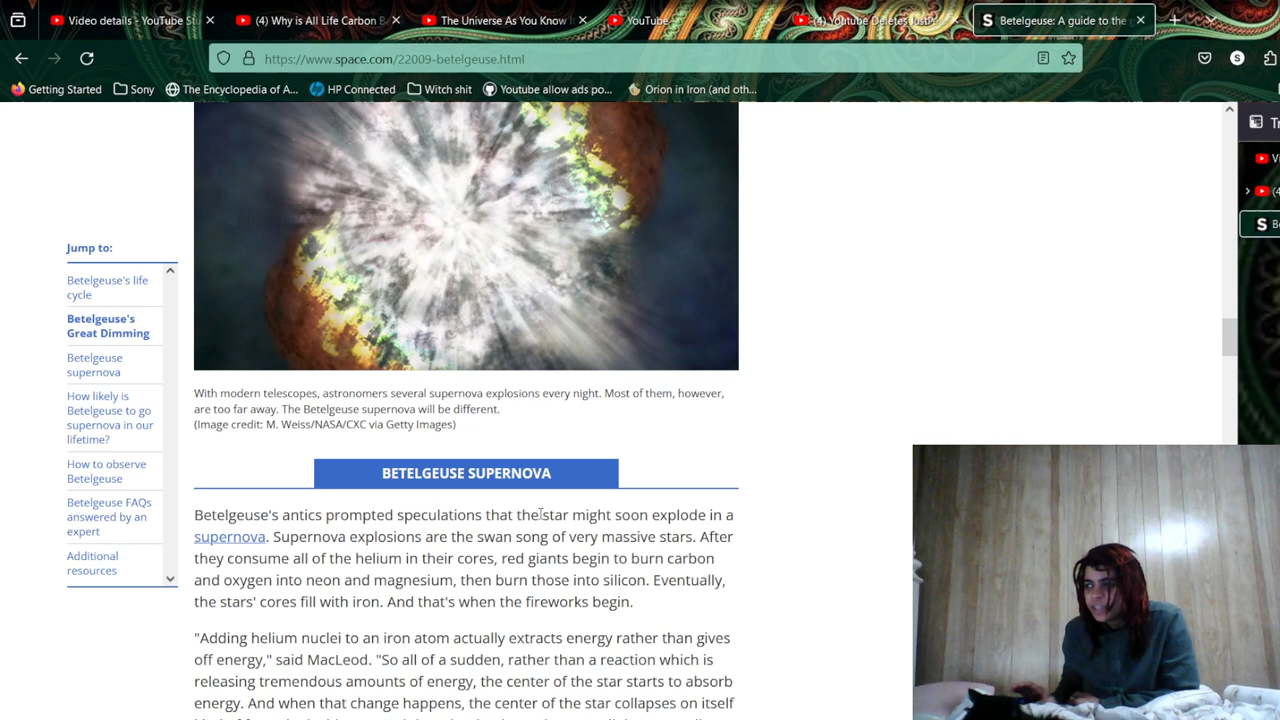 Video details - YouTube Stu
(4) Why is All Life Carbon B
The Universe As You Know I
YouTube
(4) Youtube Deletes JustPe
Betelgeuse: A guide to the
https://www.space.com/22009-betelgeuse.html
Getting Started
Sony
The Encyclopedia of A...
HP Connected
Witch shit
Youtube allow ads po...
Orion in Iron (and oth...
Jump to:
Betelgeuse's life
cycle
Betelgeuse's
Great Dimming
Betelgeuse
supernova
How likely is
Betelgeuse to go
supernova in our
lifetime?
How to observe
Betelgeuse
Betelgeuse FAQs
answered by an
expert
Additional
resources
With modern telescopes, astronomers several supernova explosions every night. Most of them, however,
are too far away. The Betelgeuse supernova will be different.
(Image credit: M. Weiss/NASA/CXC via Getty Images)
BETELGEUSE SUPERNOVA
Betelgeuse's antics prompted speculations that the star might soon explode in a
supernova. Supernova explosions are the swan song of very massive stars. After
they consume all of the helium in their cores, red giants begin to burn carbon
and oxygen into neon and magnesium, then burn those into silicon. Eventually,
the stars' cores fill with iron. And that's when the fireworks begin.
"Adding helium nuclei to an iron atom actually extracts energy rather than gives
off energy," said MacLeod. "So all of a sudden, rather than a reaction which is
releasing tremendous amounts of energy, the center of the star starts to absorb
energy. And when that change happens, the center of the star collapses on itself
Tr
Vi
(4
S Be